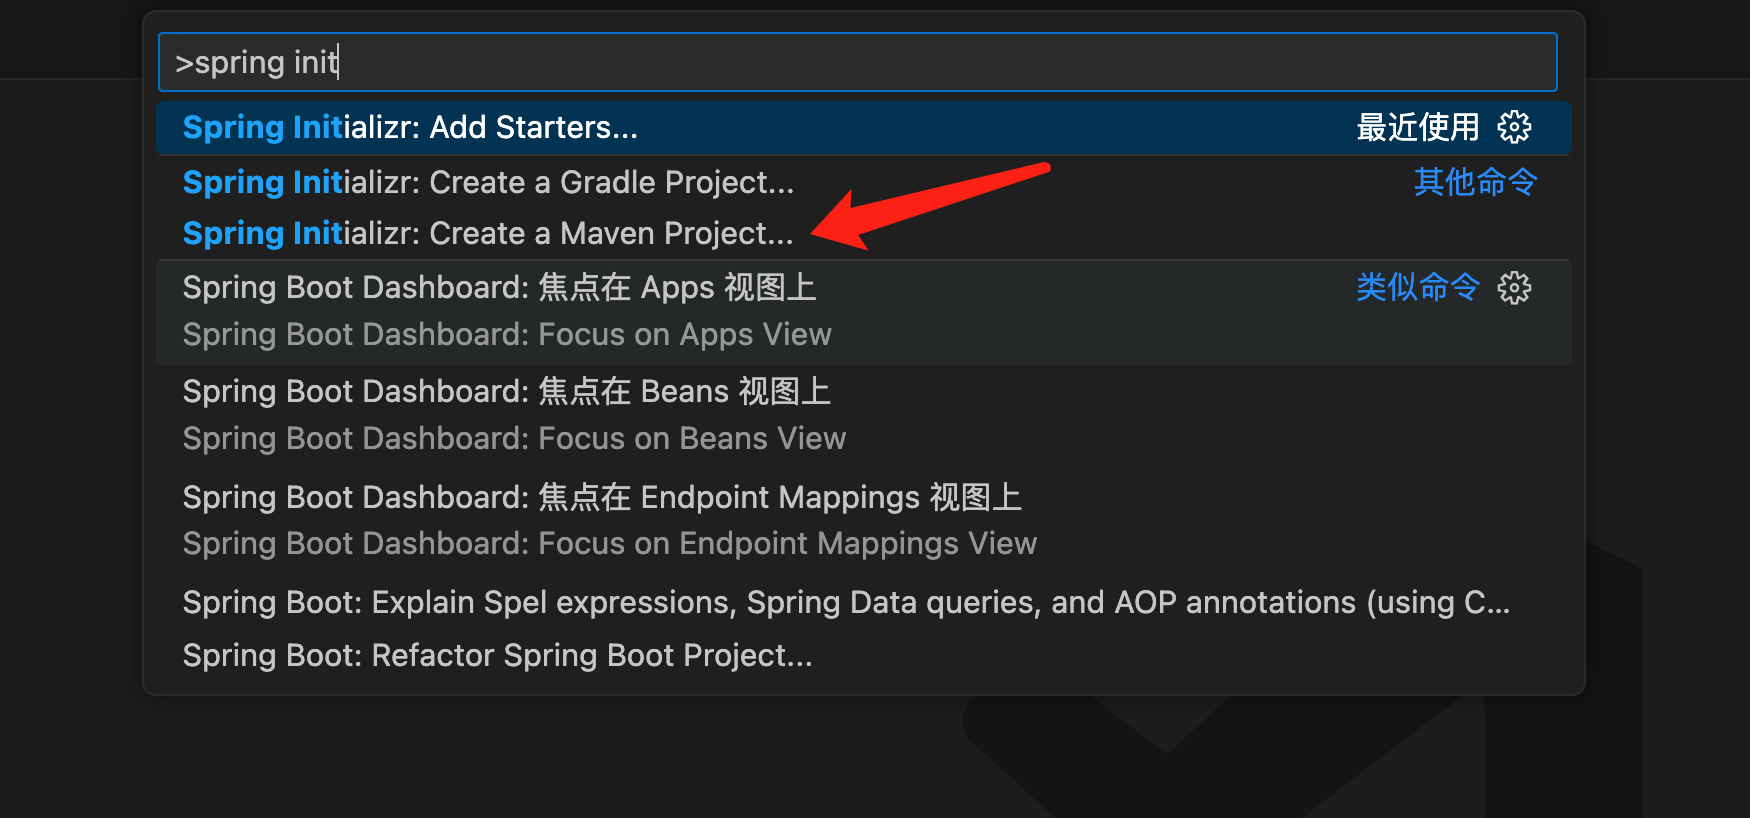 >spring init
Spring Initializr: Add Starters... 最近使用
Spring Initializr: Create a Gradle Project... 其他命令
Spring Initializr: Create a Maven Project...
Spring Boot Dashboard: 焦点在 Apps 视图上 类似命令
Spring Boot Dashboard: Focus on Apps View
Spring Boot Dashboard: 焦点在 Beans 视图上
Spring Boot Dashboard: Focus on Beans View
Spring Boot Dashboard: 焦点在 Endpoint Mappings 视图上
Spring Boot Dashboard: Focus on Endpoint Mappings View
Spring Boot: Explain Spel expressions, Spring Data queries, and AOP annotations (using C...
Spring Boot: Refactor Spring Boot Project...